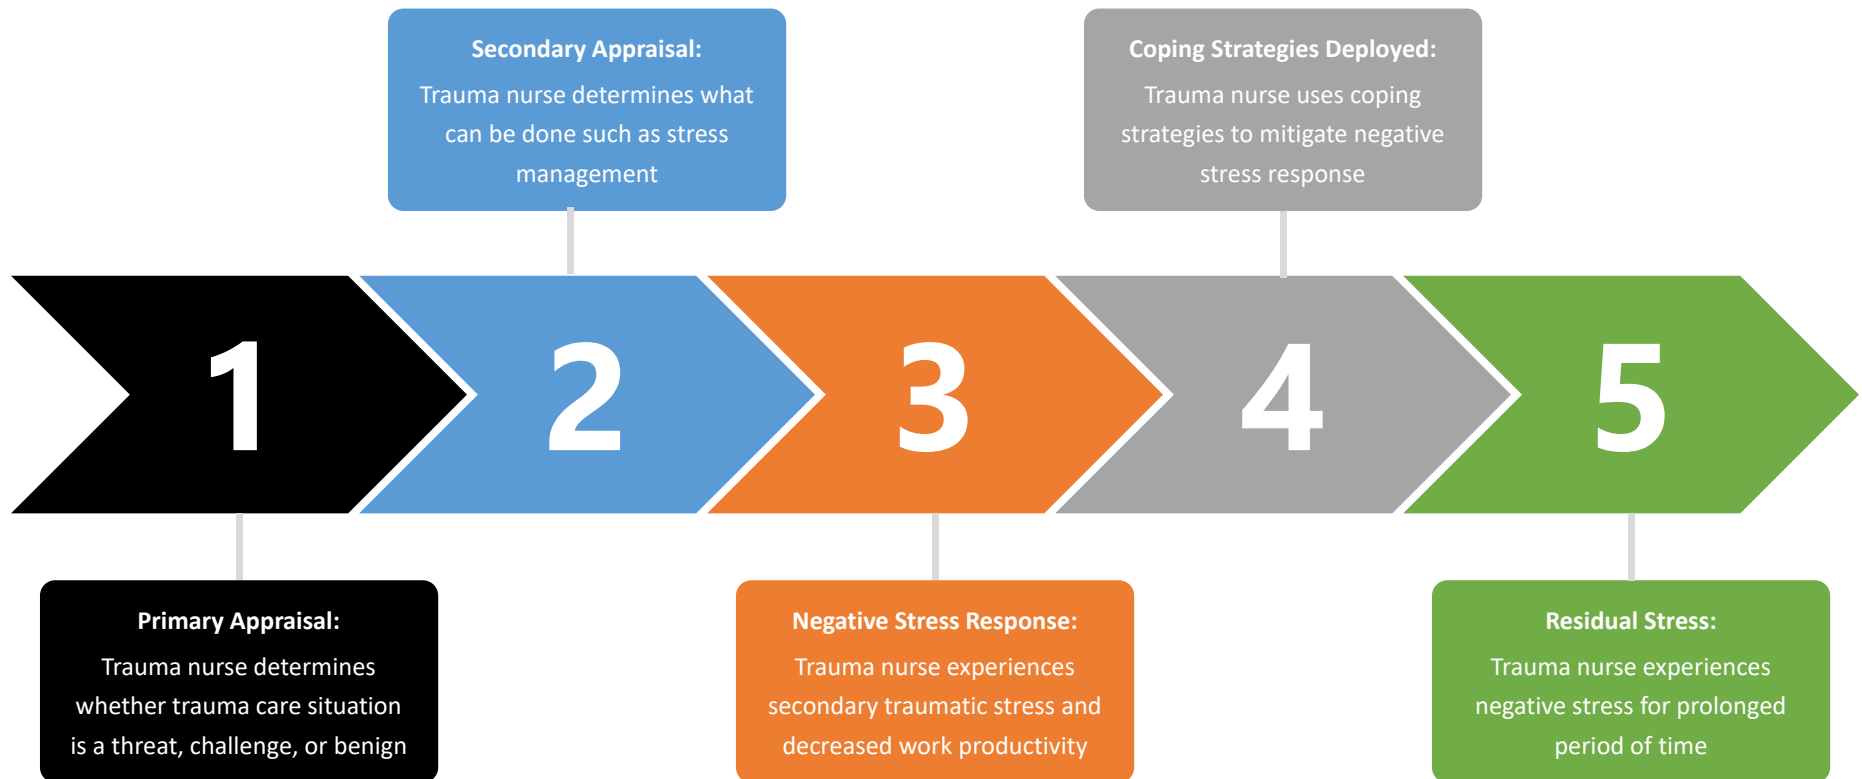 Secondary Appraisal:
Trauma nurse determines what
can be done such as stress
management
Coping Strategies Deployed:
Trauma nurse uses coping
strategies to mitigate negative
stress response
1
2
3
4
5
Primary Appraisal:
Trauma nurse determines
whether trauma care situation
is a threat, challenge, or benign
Negative Stress Response:
Trauma nurse experiences
secondary traumatic stress and
decreased work productivity
Residual Stress:
Trauma nurse experiences
negative stress for prolonged
period of time